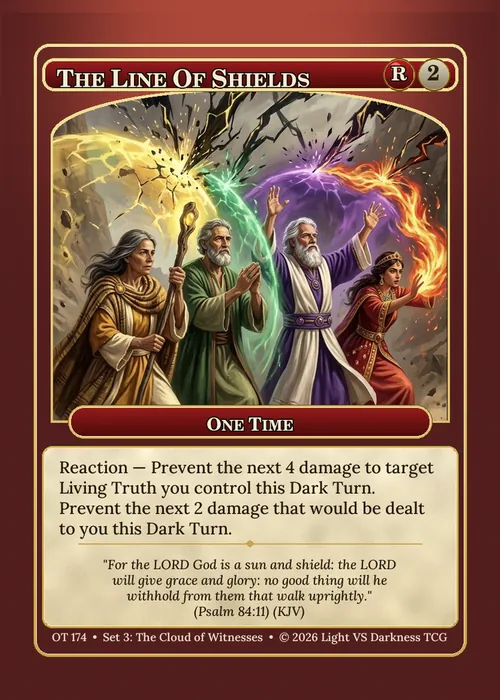 The Line Of Shields R 2
One Time
Reaction — Prevent the next 4 damage to target
Living Truth you control this Dark Turn.
Prevent the next 2 damage that would be dealt
to you this Dark Turn.
"For the LORD God is a sun and shield: the LORD
will give grace and glory: no good thing will he
withhold from them that walk uprightly."
(Psalm 84:11) (KJV)
OT 174 • Set 3: The Cloud of Witnesses • © 2026 Light VS Darkness TCG